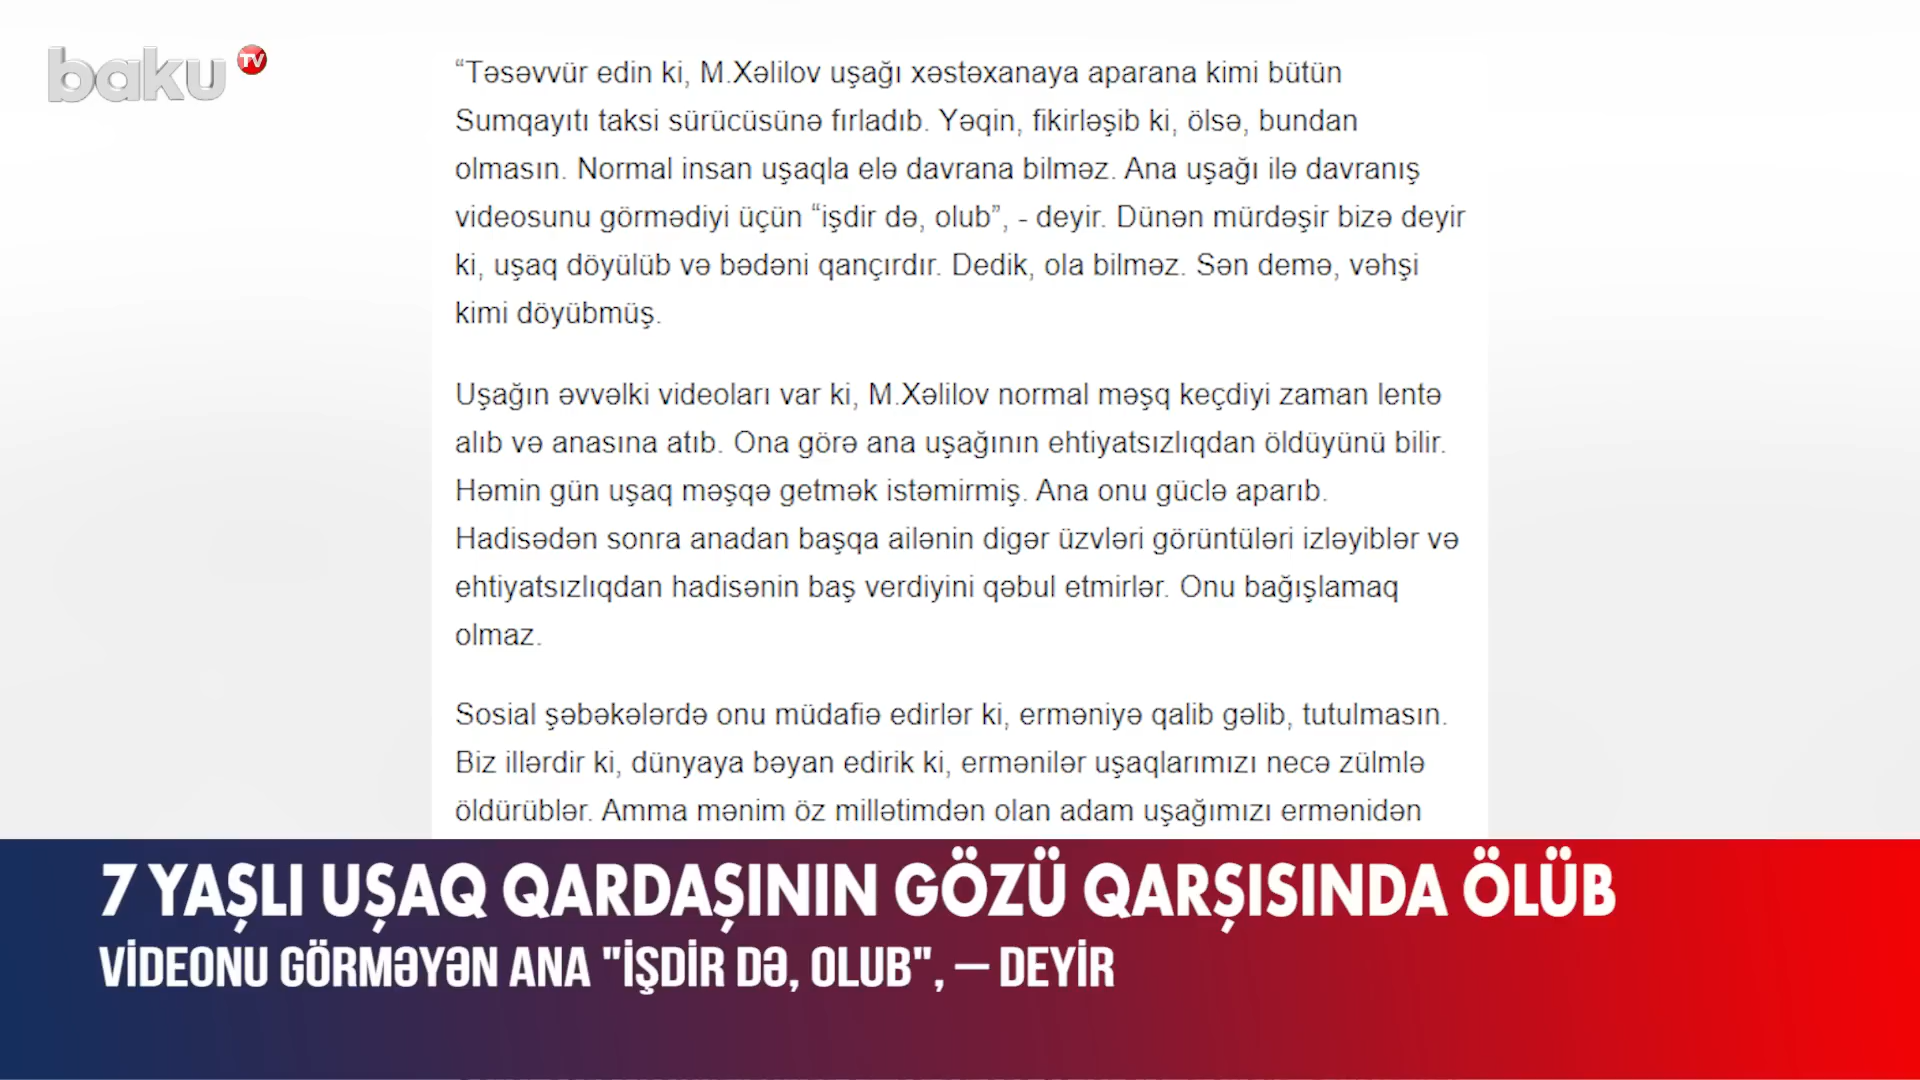 baku TV
“Təsəvvür edin ki, M.Xəlilov uşağı xəstəxanaya aparana kimi bütün
Sumqayıtı taksi sürücüsünə fırladıb. Yəqin, fikirləşib ki, ölsə, bundan
olmasın. Normal insan uşaqla elə davrana bilməz. Ana uşağı ilə davranış
videosunu görmədiyi üçün “işdir də, olub”, - deyir. Dünən mürdəşir bizə deyir
ki, uşaq döyülüb və bədəni qançırdır. Dedik, ola bilməz. Sən demə, vəhşi
kimi döyübmüş.
Uşağın əvvəlki videoları var ki, M.Xəlilov normal məşq keçdiyi zaman lentə
alıb və anasına atıb. Ona görə ana uşağının ehtiyatsızlıqdan öldüyünü bilir.
Həmin gün uşaq məşqə getmək istəmirmiş. Ana onu güclə aparıb.
Hadisədən sonra anadan başqa ailənin digər üzvləri görüntüləri izləyiblər və
ehtiyatsızlıqdan hadisənin baş verdiyini qəbul etmirlər. Onu bağışlamaq
olmaz.
Sosial şəbəkələrdə onu müdafiə edirlər ki, erməniyə qalib gəlib, tutulmasın.
Biz illərdir ki, dünyaya bəyan edirik ki, ermənilər uşaqlarımızı necə zülmlə
öldürüblər. Amma mənim öz millətimdən olan adam uşağımızı ermənidən
7 YAŞLI UŞAQ QARDAŞININ GÖZÜ QARŞISINDA ÖLÜB
VİDEONU GÖRMƏYƏN ANA "İŞDİR DƏ, OLUB", — DEYİR